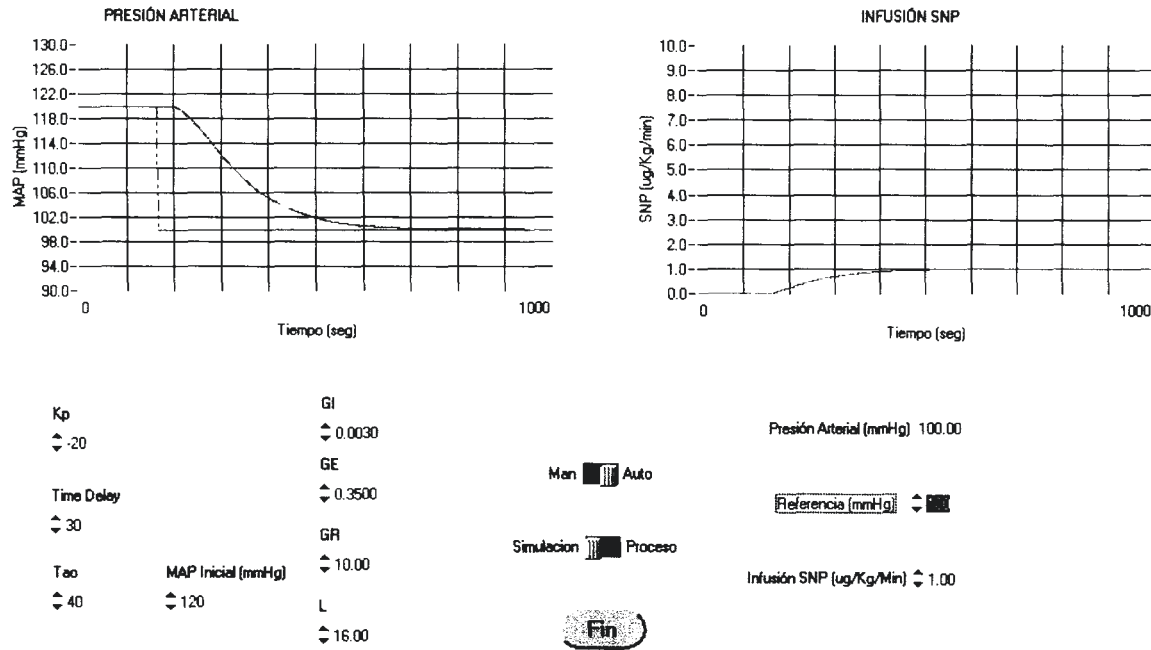 PRESIÓN ARTERIAL
130.0-
126.0-
122.0-
118.0-
114.0-
110.0-
106.0-
102.0-
98.0-
94.0-
90.0-
MAP (mmHg)
0
1000
Tiempo (seg)
INFUSIÓN SNP
10.0-
9.0-
8.0-
7.0-
6.0-
5.0-
4.0-
3.0-
2.0-
1.0-
0.0-
SNP (ug/Kg/min)
0
1000
Tiempo (seg)
Kp
-20
Time Delay
30
Tao
40
MAP Inicial (mmHg)
120
GI
0.0030
GE
0.3500
GR
10.00
L
16.00
Man Auto
Simulacion Proceso
Fin
Presión Arterial (mmHg) 100.00
Referencia (mmHg)
Infusión SNP (ug/Kg/Min) 1.00